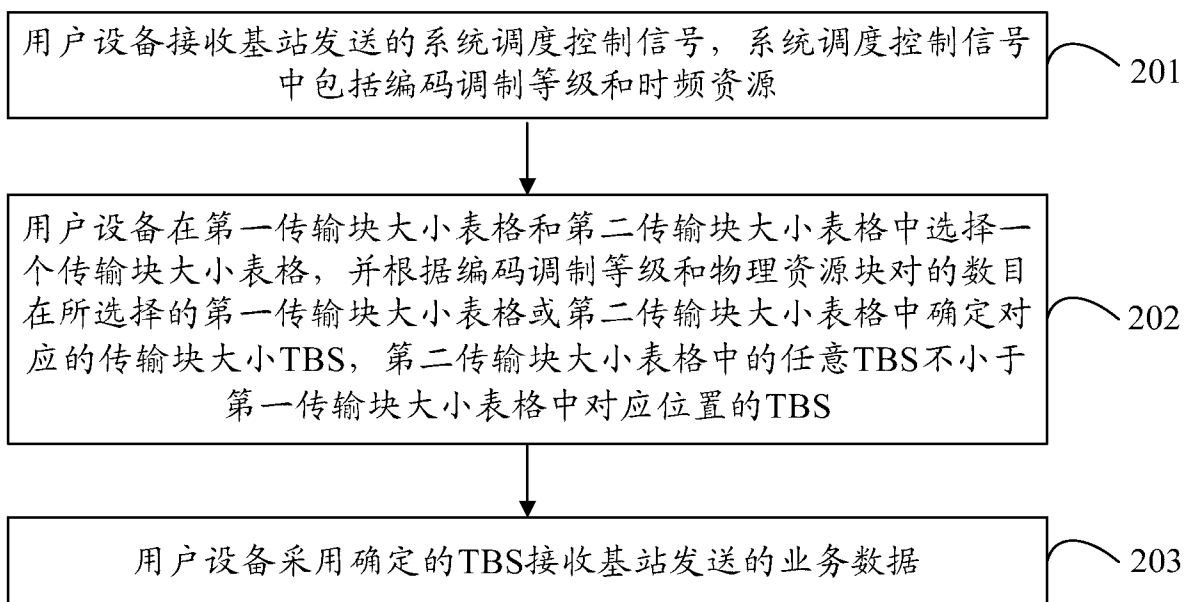 用户设备接收基站发送的系统调度控制信号，系统调度控制信号
中包括编码调制等级和时频资源
201
用户设备在第一传输块大小表格和第二传输块大小表格中选择一
个传输块大小表格，并根据编码调制等级和物理资源块对的数目
在所选择的第一传输块大小表格或第二传输块大小表格中确定对
应的传输块大小TBS，第二传输块大小表格中的任意TBS不小于
第一传输块大小表格中对应位置的TBS
202
用户设备采用确定的TBS接收基站发送的业务数据
203